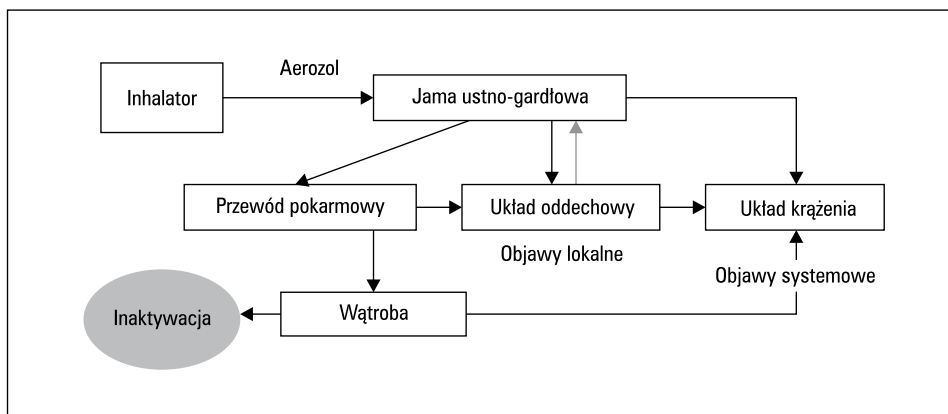 Aerozol
Inhalator
Jama ustno-gardłowa
Przewód pokarmowy
Układ oddechowy
Układ krążenia
Objawy lokalne
Objawy systemowe
Inaktywacja
Wątroba